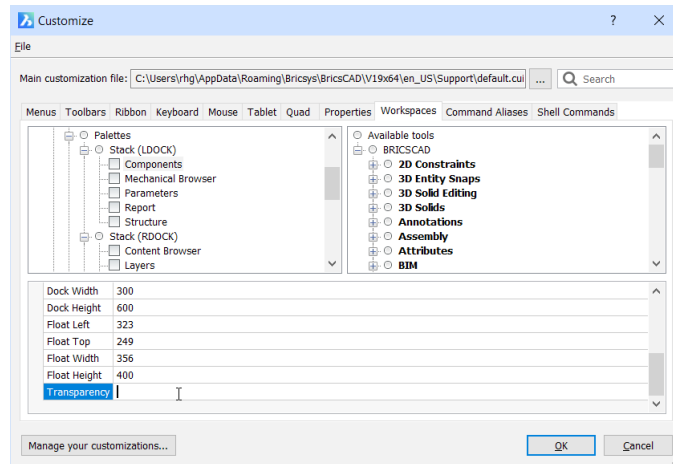 Customize
?
File
Main customization file: C:\Users\rhg\AppData\Roaming\Bricsys\BricsCAD\V19x64\en_US\Support\default.cui ... Search
Menus Toolbars Ribbon Keyboard Mouse Tablet Quad Properties Workspaces Command Aliases Shell Commands
Palettes
Stack (LDOCK)
Components
Mechanical Browser
Parameters
Report
Structure
Stack (RDOCK)
Content Browser
Layers
Available tools
BRICSCAD
2D Constraints
3D Entity Snaps
3D Solid Editing
3D Solids
Annotations
Assembly
Attributes
BIM
Dock Width 300
Dock Height 600
Float Left 323
Float Top 249
Float Width 356
Float Height 400
Transparency
Manage your customizations... OK Cancel